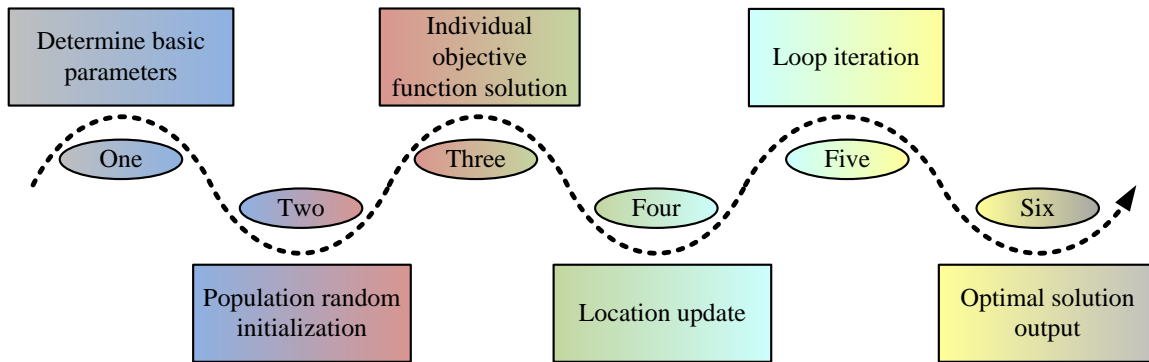 Determine basic
parameters
One
Two
Population random
initialization
Individual
objective
function solution
Three
Four
Location update
Loop iteration
Five
Six
Optimal solution
output